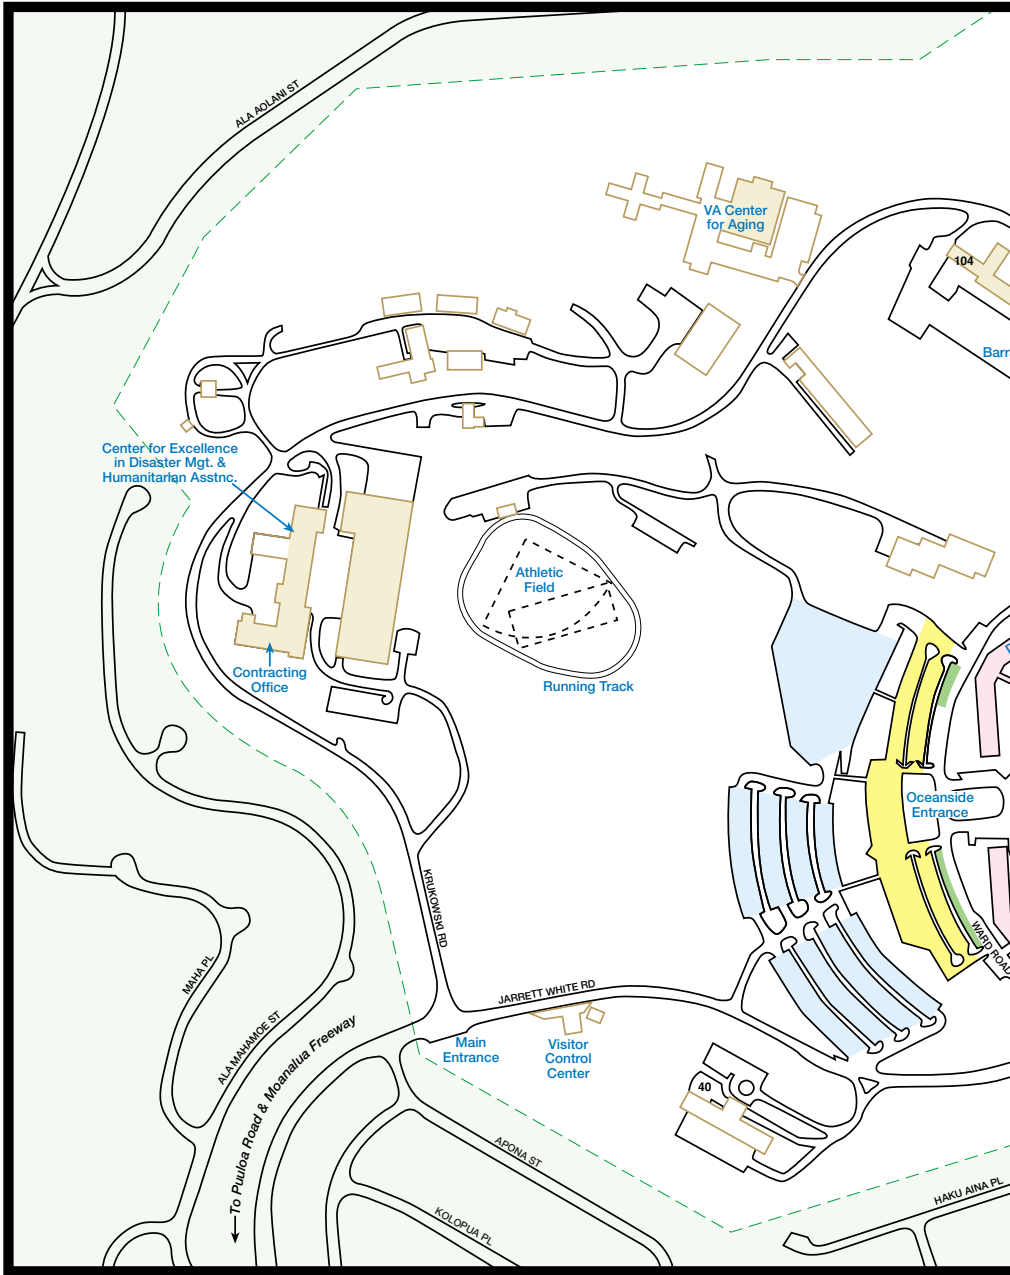 ALA AOLANI ST
VA Center
for Aging
104
Barr
Center for Excellence
in Disaster Mgt. &
Humanitarian Asstnc.
Athletic
Field
Running Track
Contracting
Office
Oceanside
Entrance
KRUKOWSKI RD
WARD ROAD
MAHA PL
JARRETT WHITE RD
ALA MAHAMOE ST
Main
Entrance
Visitor
Control
Center
To Puuloa Road & Moanalua Freeway
40
APONA ST
KOLOPUA PL
HAKU AINA PL